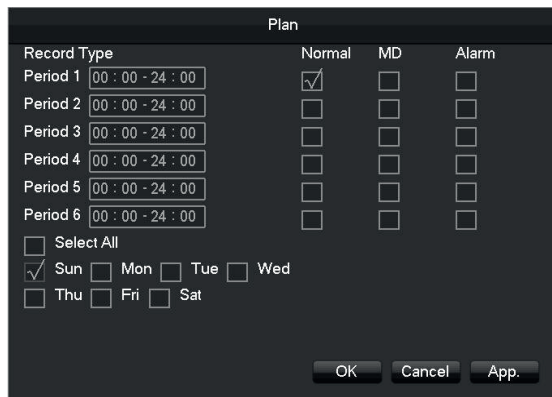 Plan
Record Type Normal MD Alarm
Period 1 00 : 00 - 24 : 00
Period 2 00 : 00 - 24 : 00
Period 3 00 : 00 - 24 : 00
Period 4 00 : 00 - 24 : 00
Period 5 00 : 00 - 24 : 00
Period 6 00 : 00 - 24 : 00
Select All
Sun Mon Tue Wed
Thu Fri Sat
OK Cancel App.